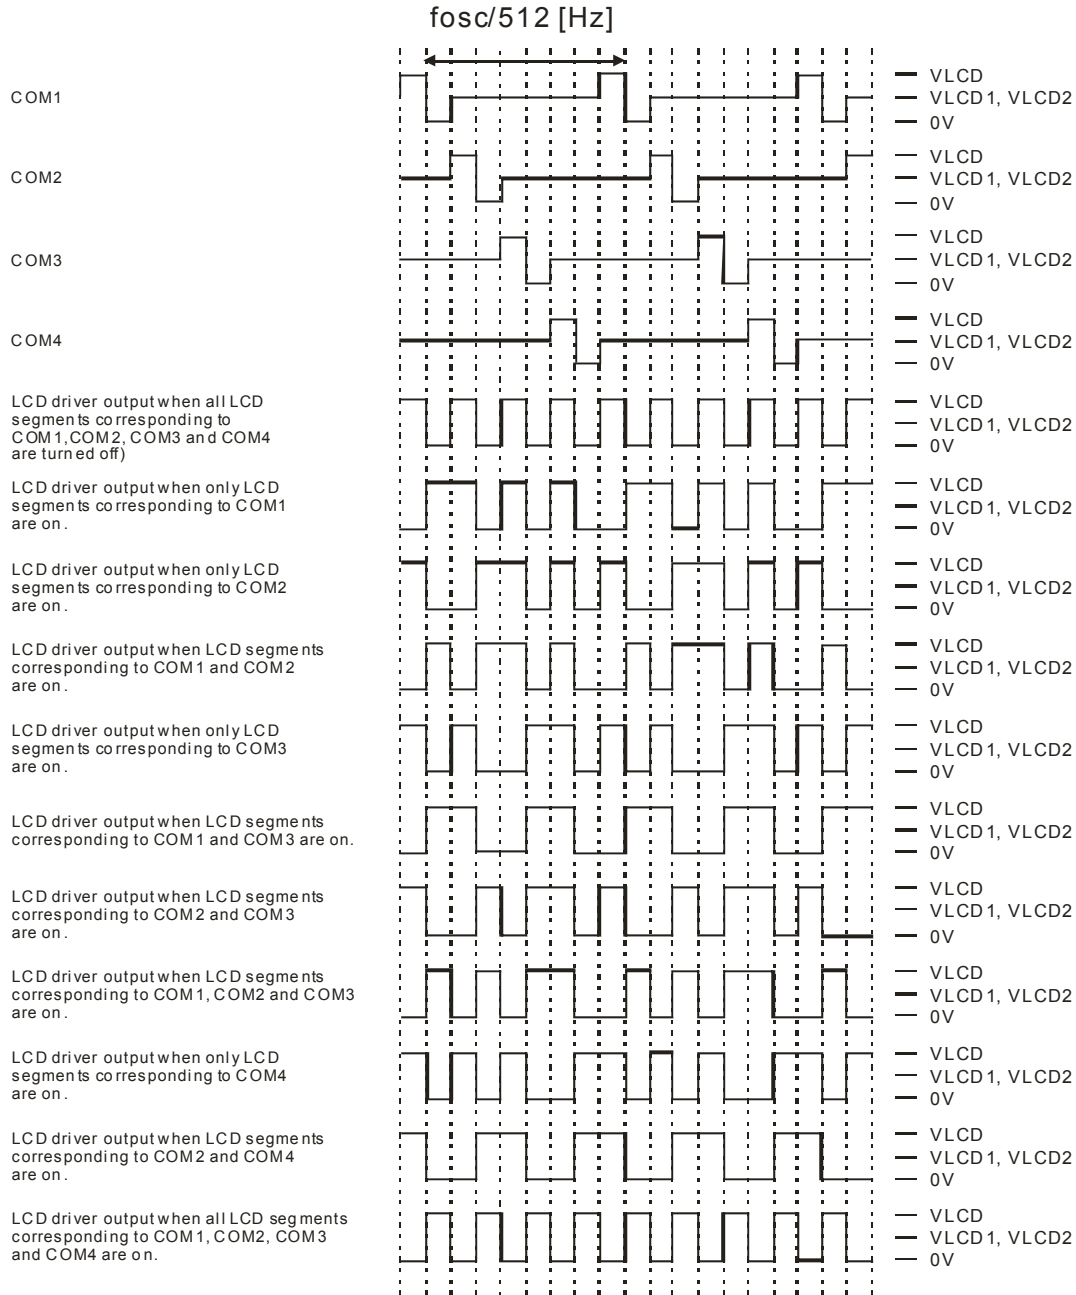 fosc/512 [Hz]
COM1
VLCD
VLCD1, VLCD2
0V
COM2
VLCD
VLCD1, VLCD2
0V
COM3
VLCD
VLCD1, VLCD2
0V
COM4
VLCD
VLCD1, VLCD2
0V
LCD driver output when all LCD
segments corresponding to
COM1,COM2, COM3 and COM4
are turned off)
VLCD
VLCD1, VLCD2
0V
LCD driver output when only LCD
segments corresponding to COM1
are on.
VLCD
VLCD1, VLCD2
0V
LCD driver output when only LCD
segments corresponding to COM2
are on.
VLCD
VLCD1, VLCD2
0V
LCD driver output when LCD segments
corresponding to COM1 and COM2
are on.
VLCD
VLCD1, VLCD2
0V
LCD driver output when only LCD
segments corresponding to COM3
are on.
VLCD
VLCD1, VLCD2
0V
LCD driver output when LCD segments
corresponding to COM1 and COM3 are on.
VLCD
VLCD1, VLCD2
0V
LCD driver output when LCD segments
corresponding to COM2 and COM3
are on.
VLCD
VLCD1, VLCD2
0V
LCD driver output when LCD segments
corresponding to COM1, COM2 and COM3
are on.
VLCD
VLCD1, VLCD2
0V
LCD driver output when only LCD
segments corresponding to COM4
are on.
VLCD
VLCD1, VLCD2
0V
LCD driver output when LCD segments
corresponding to COM2 and COM4
are on.
VLCD
VLCD1, VLCD2
0V
LCD driver output when all LCD segments
corresponding to COM1, COM2, COM3
and COM4 are on.
VLCD
VLCD1, VLCD2
0V